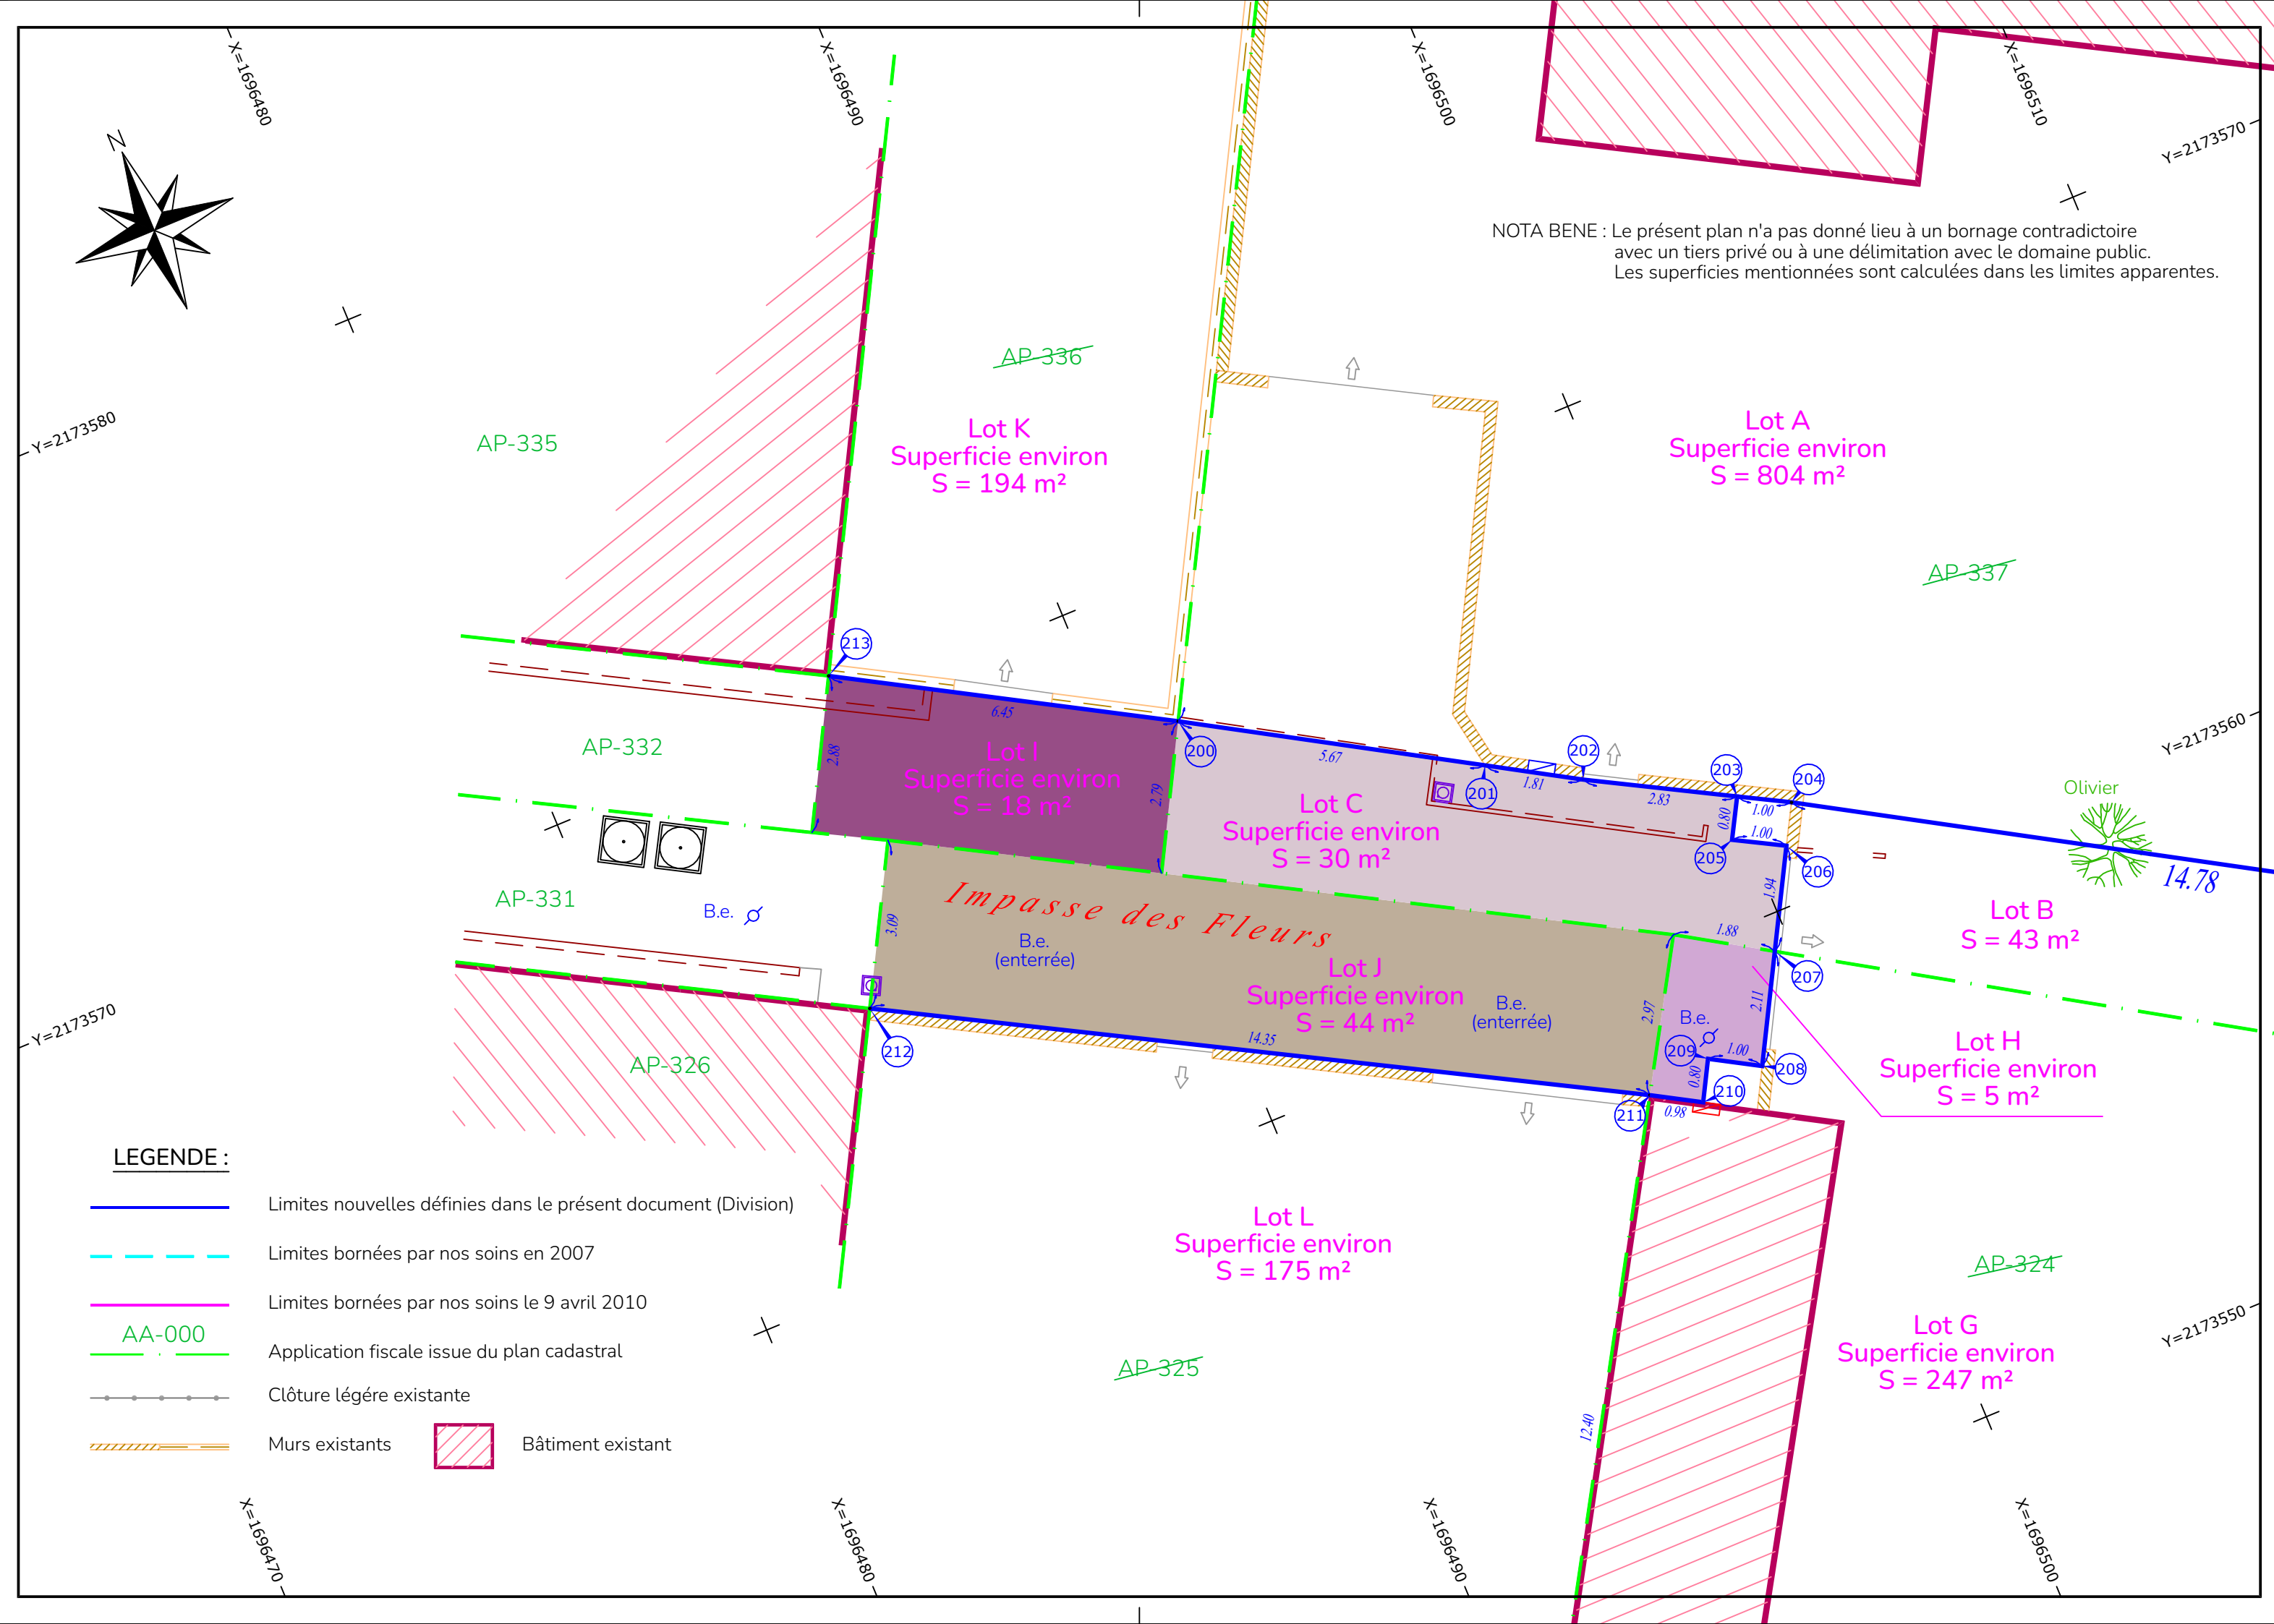 X=1696480
X=1696490
X=1696500
X=1696510
Y=2173570
N
NOTA BENE : Le présent plan n'a pas donné lieu à un bornage contradictoire
avec un tiers privé ou à une délimitation avec le domaine public.
Les superficies mentionnées sont calculées dans les limites apparentes.
AP-336
Y=2173580
AP-335
Lot K
Superficie environ
S = 194 m²
Lot A
Superficie environ
S = 804 m²
AP-337
213
6.45
200
5.67
201
1.81
202
2.83
203
1.00
204
Y=2173560
AP-332
2.88
Lot I
Superficie environ
S = 18 m²
2.79
Lot C
Superficie environ
S = 30 m²
0.80
1.00
205
206
Olivier
14.78
AP-331
B.e.
3.09
Impasse des Fleurs
B.e.
(enterrée)
1.94
1.88
207
Lot B
S = 43 m²
Lot J
Superficie environ
S = 44 m²
B.e.
(enterrée)
2.97
2.11
B.e.
209
1.00
208
0.80
210
211
0.98
14.35
212
Lot H
Superficie environ
S = 5 m²
Y=2173570
AP-326
LEGENDE :
Limites nouvelles définies dans le présent document (Division)
Limites bornées par nos soins en 2007
Limites bornées par nos soins le 9 avril 2010
AA-000
Application fiscale issue du plan cadastral
Clôture légére existante
Murs existants
Bâtiment existant
Lot L
Superficie environ
S = 175 m²
AP-325
12.40
AP-324
Lot G
Superficie environ
S = 247 m²
Y=2173550
X=1696470
X=1696480
X=1696490
X=1696500